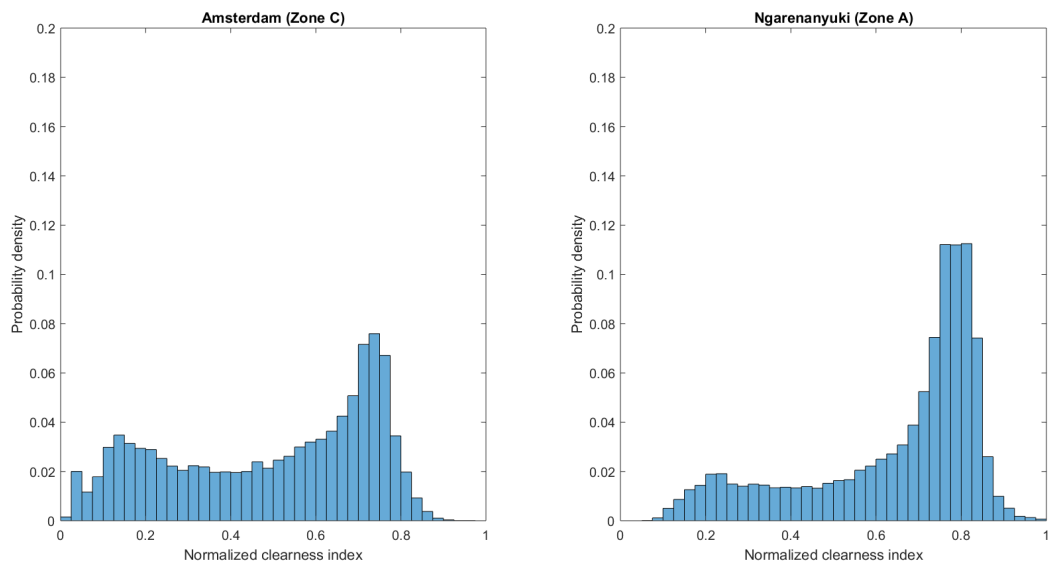 Amsterdam (Zone C)
0.2
0.18
0.16
0.14
0.12
0.1
0.08
0.06
0.04
0.02
0
Probability density
0 0.2 0.4 0.6 0.8 1
Normalized clearness index
Ngarenanyuki (Zone A)
0.2
0.18
0.16
0.14
0.12
0.1
0.08
0.06
0.04
0.02
0
Probability density
0 0.2 0.4 0.6 0.8 1
Normalized clearness index